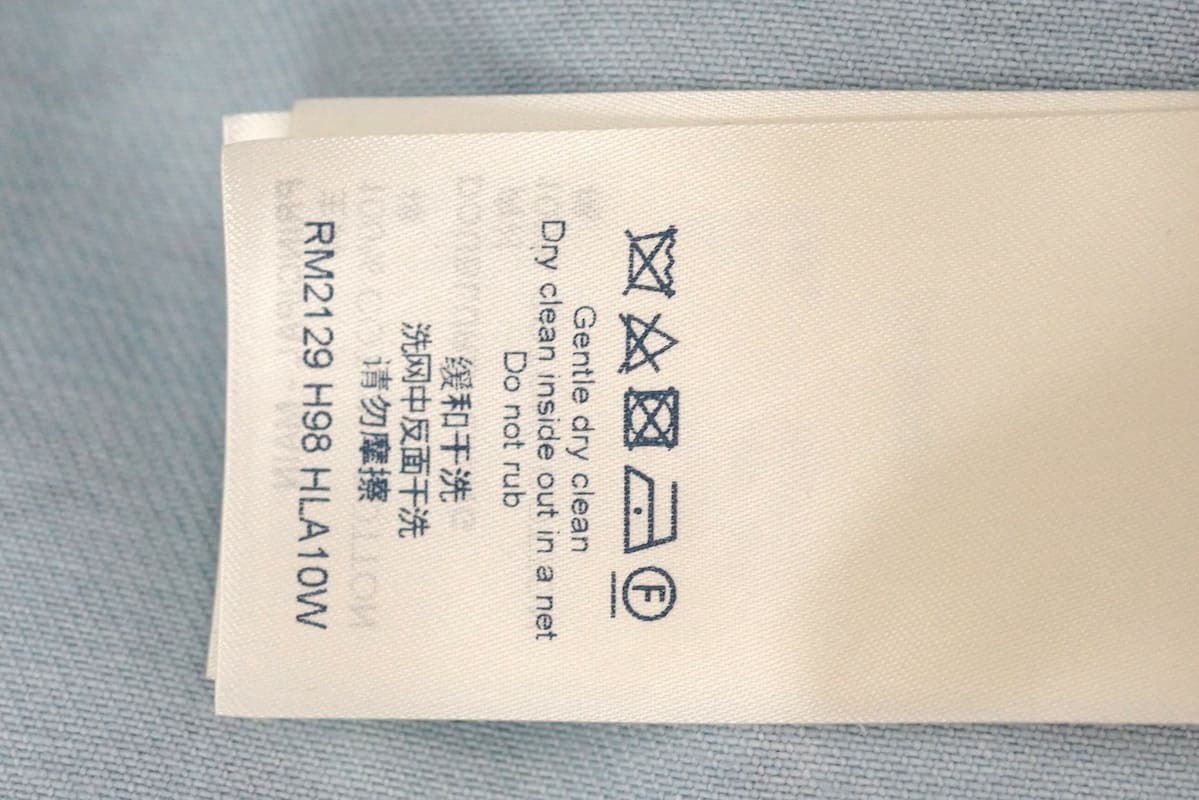 F
Gentle dry clean
Dry clean inside out in a net
Do not rub
缓和干洗
洗网中反面干洗
请勿摩擦
RM2129 H98 HLA10W